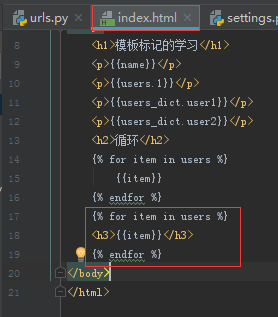 urls.py × index.html × settings.p
8 <h1>模板标记的学习</h1>
9 <p>{{name}}</p>
10 <p>{{users.1}}</p>
11 <p>{{users_dict.user1}}</p>
12 <p>{{users_dict.user2}}</p>
13 <h2>循环</h2>
14 {% for item in users %}
15 {{item}}
16 {% endfor %}
17 {% for item in users %}
18 <h3>{{item}}</h3>
19 {% endfor %}
20 </body>
21 </html>